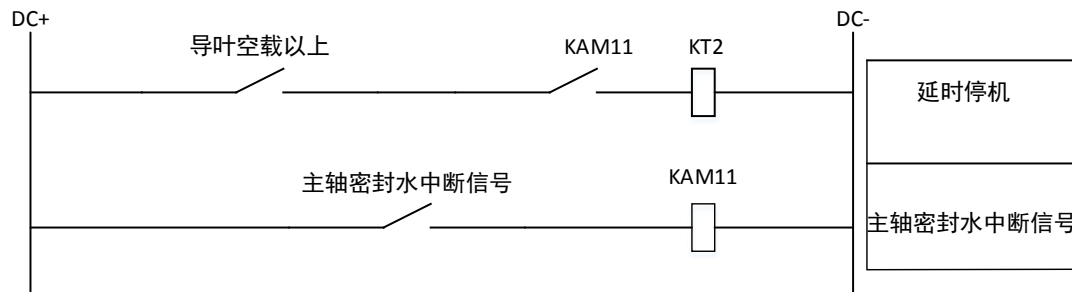 DC+
DC-
导叶空载以上
KAM11
KT2
延时停机
主轴密封水中断信号
KAM11
主轴密封水中断信号